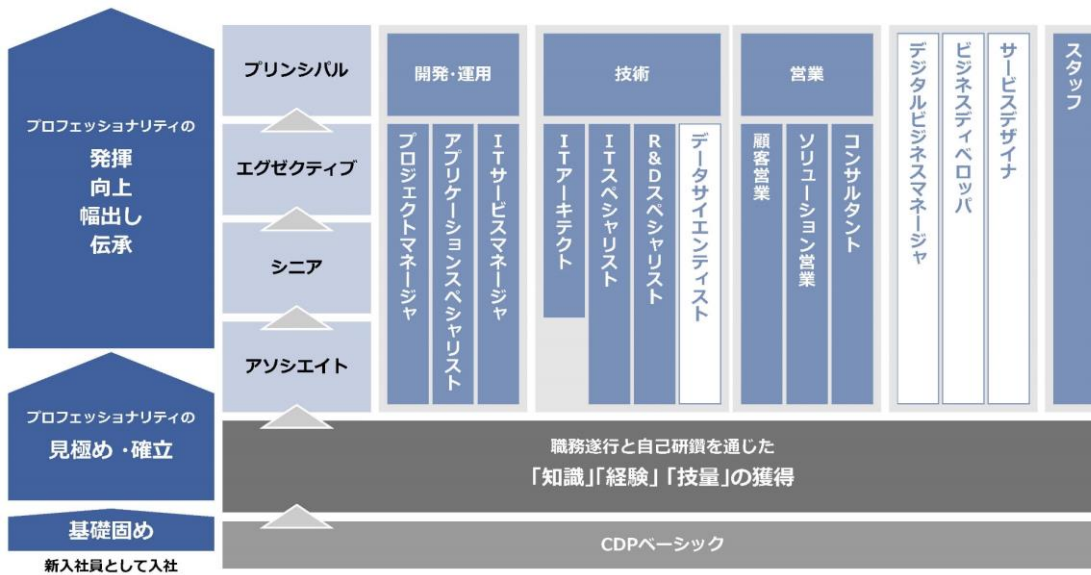 プロフェッショナリティの
発揮
向上
幅出し
伝承
プロフェッショナリティの
見極め・確立
基礎固め
新入社員として入社
プリンシパル
エグゼクティブ
シニア
アソシエイト
開発・運用
プロジェクトマネージャ
アプリケーションスペシャリスト
ITサービスマネージャ
技術
ITアーキテクト
ITスペシャリスト
R&Dスペシャリスト
データサイエンティスト
営業
顧客営業
ソリューション営業
コンサルタント
デジタルビジネスマネージャ
ビジネスディベロッパ
サービスデザイナ
スタッフ
職務遂行と自己研鑽を通じた
「知識」「経験」「技量」の獲得
CDPベーシック